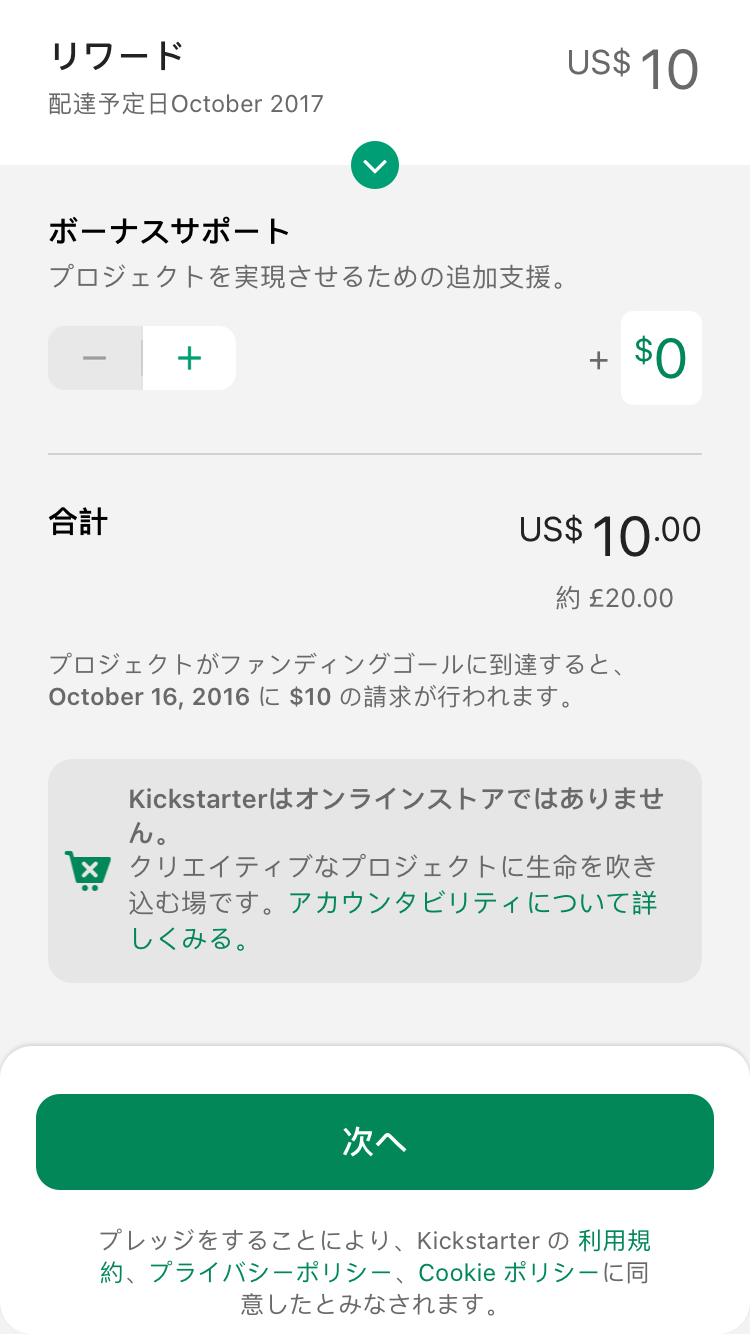 リワード
US$ 10
配達予定日October 2017
ボーナスサポート
プロジェクトを実現させるための追加支援。
− + + $0
合計
US$ 10.00
約 £20.00
プロジェクトがファンディングゴールに到達すると、
October 16, 2016 に $10 の請求が行われます。
Kickstarterはオンラインストアではありませ
ん。
クリエイティブなプロジェクトに生命を吹き
込む場です。アカウンタビリティについて詳
しくみる。
次へ
プレッジをすることにより、Kickstarter の 利用規
約、プライバシーポリシー、Cookie ポリシーに同
意したとみなされます。